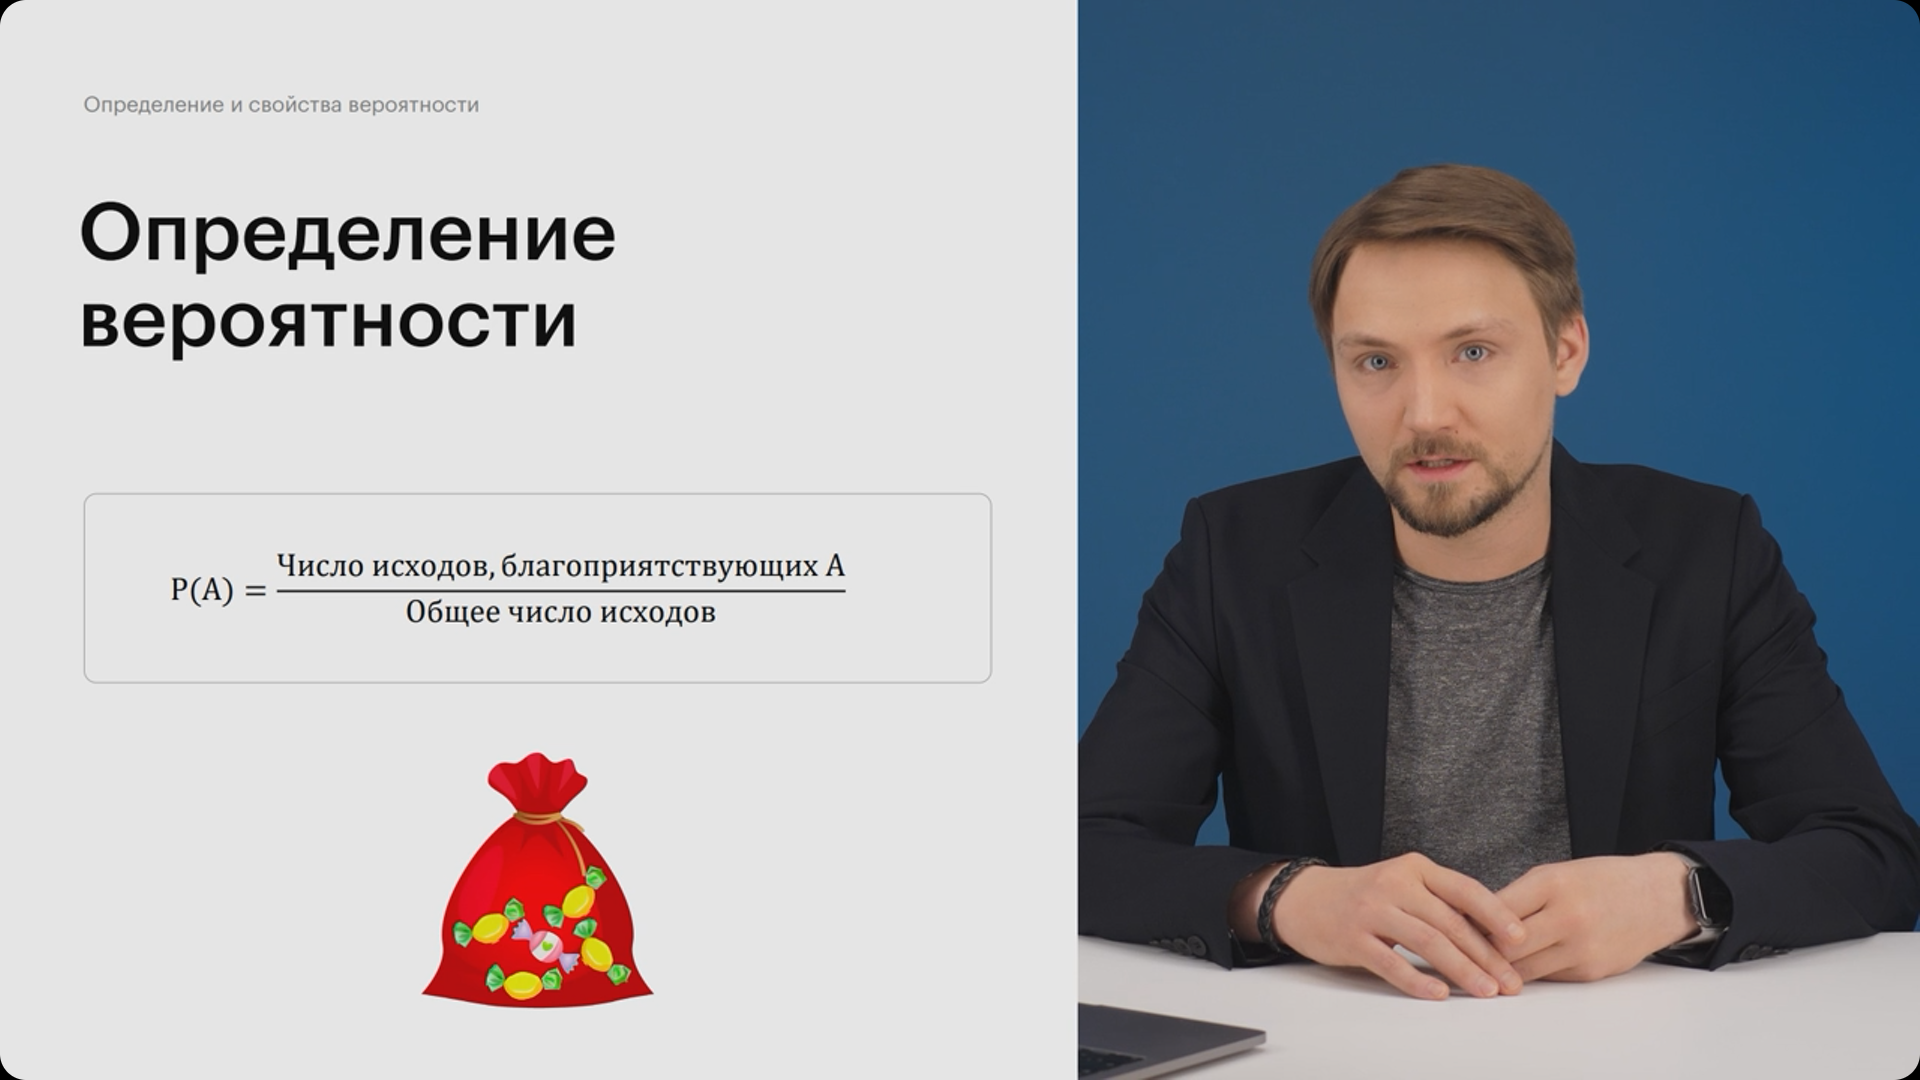 Определение и свойства вероятности
Определение
вероятности
P(A) = Число исходов, благоприятствующих A
Общее число исходов